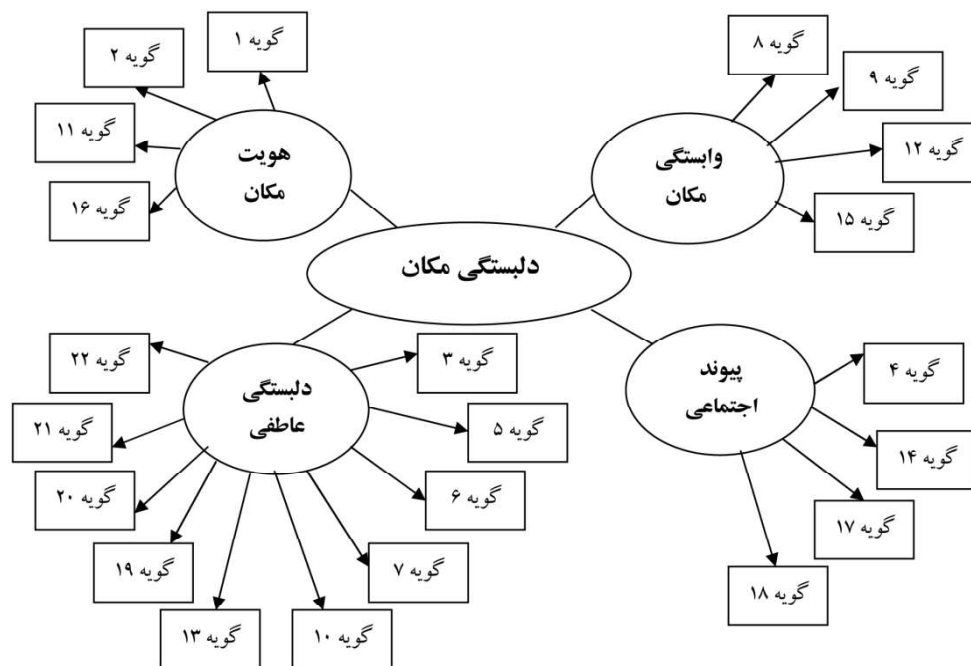 گویه ۱
گویه ۲
گویه ۱۱
گویه ۱۶
هویت
مکان
گویه ۸
گویه ۹
گویه ۱۲
گویه ۱۵
وابستگی
مکان
دلبستگی مکان
گویه ۳
گویه ۵
گویه ۶
گویه ۷
گویه ۱۰
گویه ۱۳
گویه ۱۹
گویه ۲۰
گویه ۲۱
گویه ۲۲
دلبستگی
عاطفی
پیوند
اجتماعی
گویه ۴
گویه ۱۴
گویه ۱۷
گویه ۱۸